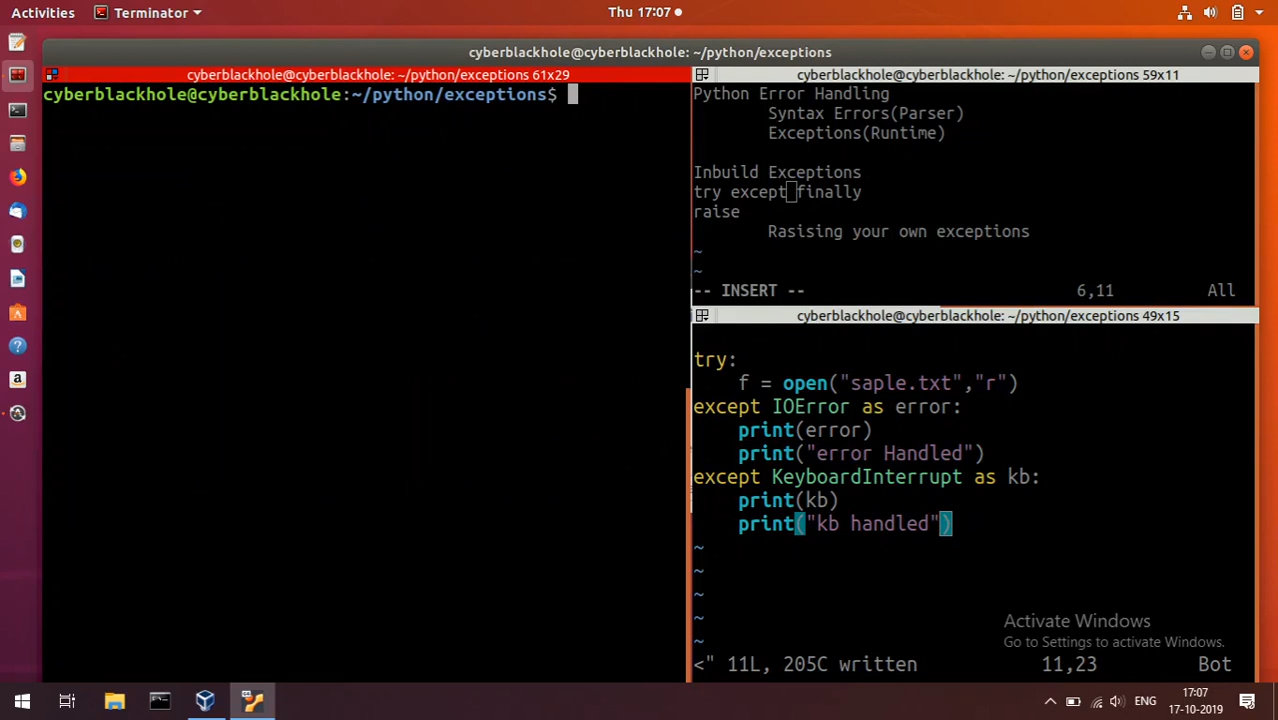 Activities Terminator Thu 17:07
cyberblackhole@cyberblackhole: ~/python/exceptions
cyberblackhole@cyberblackhole: ~/python/exceptions 61x29
cyberblackhole@cyberblackhole:~/python/exceptions$
cyberblackhole@cyberblackhole: ~/python/exceptions 59x11
Python Error Handling
Syntax Errors(Parser)
Exceptions(Runtime)
Inbuild Exceptions
try except finally
raise
Rasising your own exceptions
~
~
-- INSERT -- 6,11 All
cyberblackhole@cyberblackhole: ~/python/exceptions 49x15
try:
f = open("saple.txt","r")
except IOError as error:
print(error)
print("error Handled")
except KeyboardInterrupt as kb:
print(kb)
print("kb handled")
~
~
~
~
~
Activate Windows
Go to Settings to activate Windows.
<" 11L, 205C written 11,23 Bot
ENG
17:07
17-10-2019